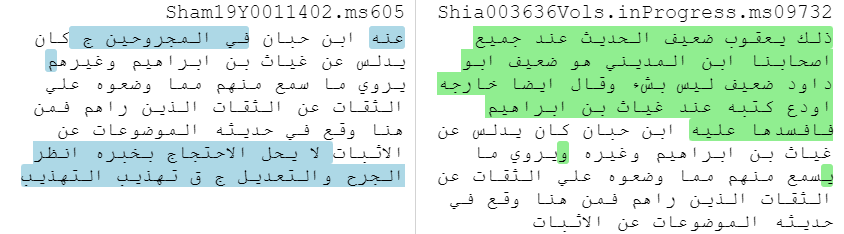 Sham19Y0011402.ms605
عنه ابن حبان في المجروحين ج كان
يدلس عن غياث بن ابراهيم وغيرهم
يروي ما سمع منهم مما وضعوه علي
الثقات عن الثقات الذين راهم فمن
هنا وقع في حديثه الموضوعات عن
الاثبات لا يحل الاحتجاج بخبره انظر
الجرح والتعديل ج ق تهذيب التهذيب
Shia003636Vols.inProgress.ms09732
ذلك يعقوب ضعيف الحديث عند جميع
اصحابنا ابن المديني هو ضعيف ابو
داود ضعيف ليس بشء وقال ايضا خارجه
اودع كتبه عند غياث بن ابراهيم
فافسدها عليه ابن حبان كان يدلس عن
غياث بن ابراهيم وغيره ويروي ما
يسمع منهم مما وضعوه علي الثقات عن
الثقات الذين راهم فمن هنا وقع في
حديثه الموضوعات عن الاثبات